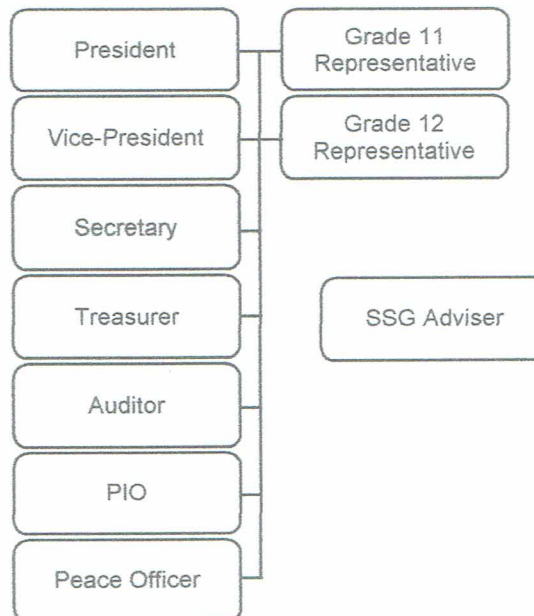 President
Grade 11
Representative
Vice-President
Grade 12
Representative
Secretary
Treasurer
SSG Adviser
Auditor
PIO
Peace Officer